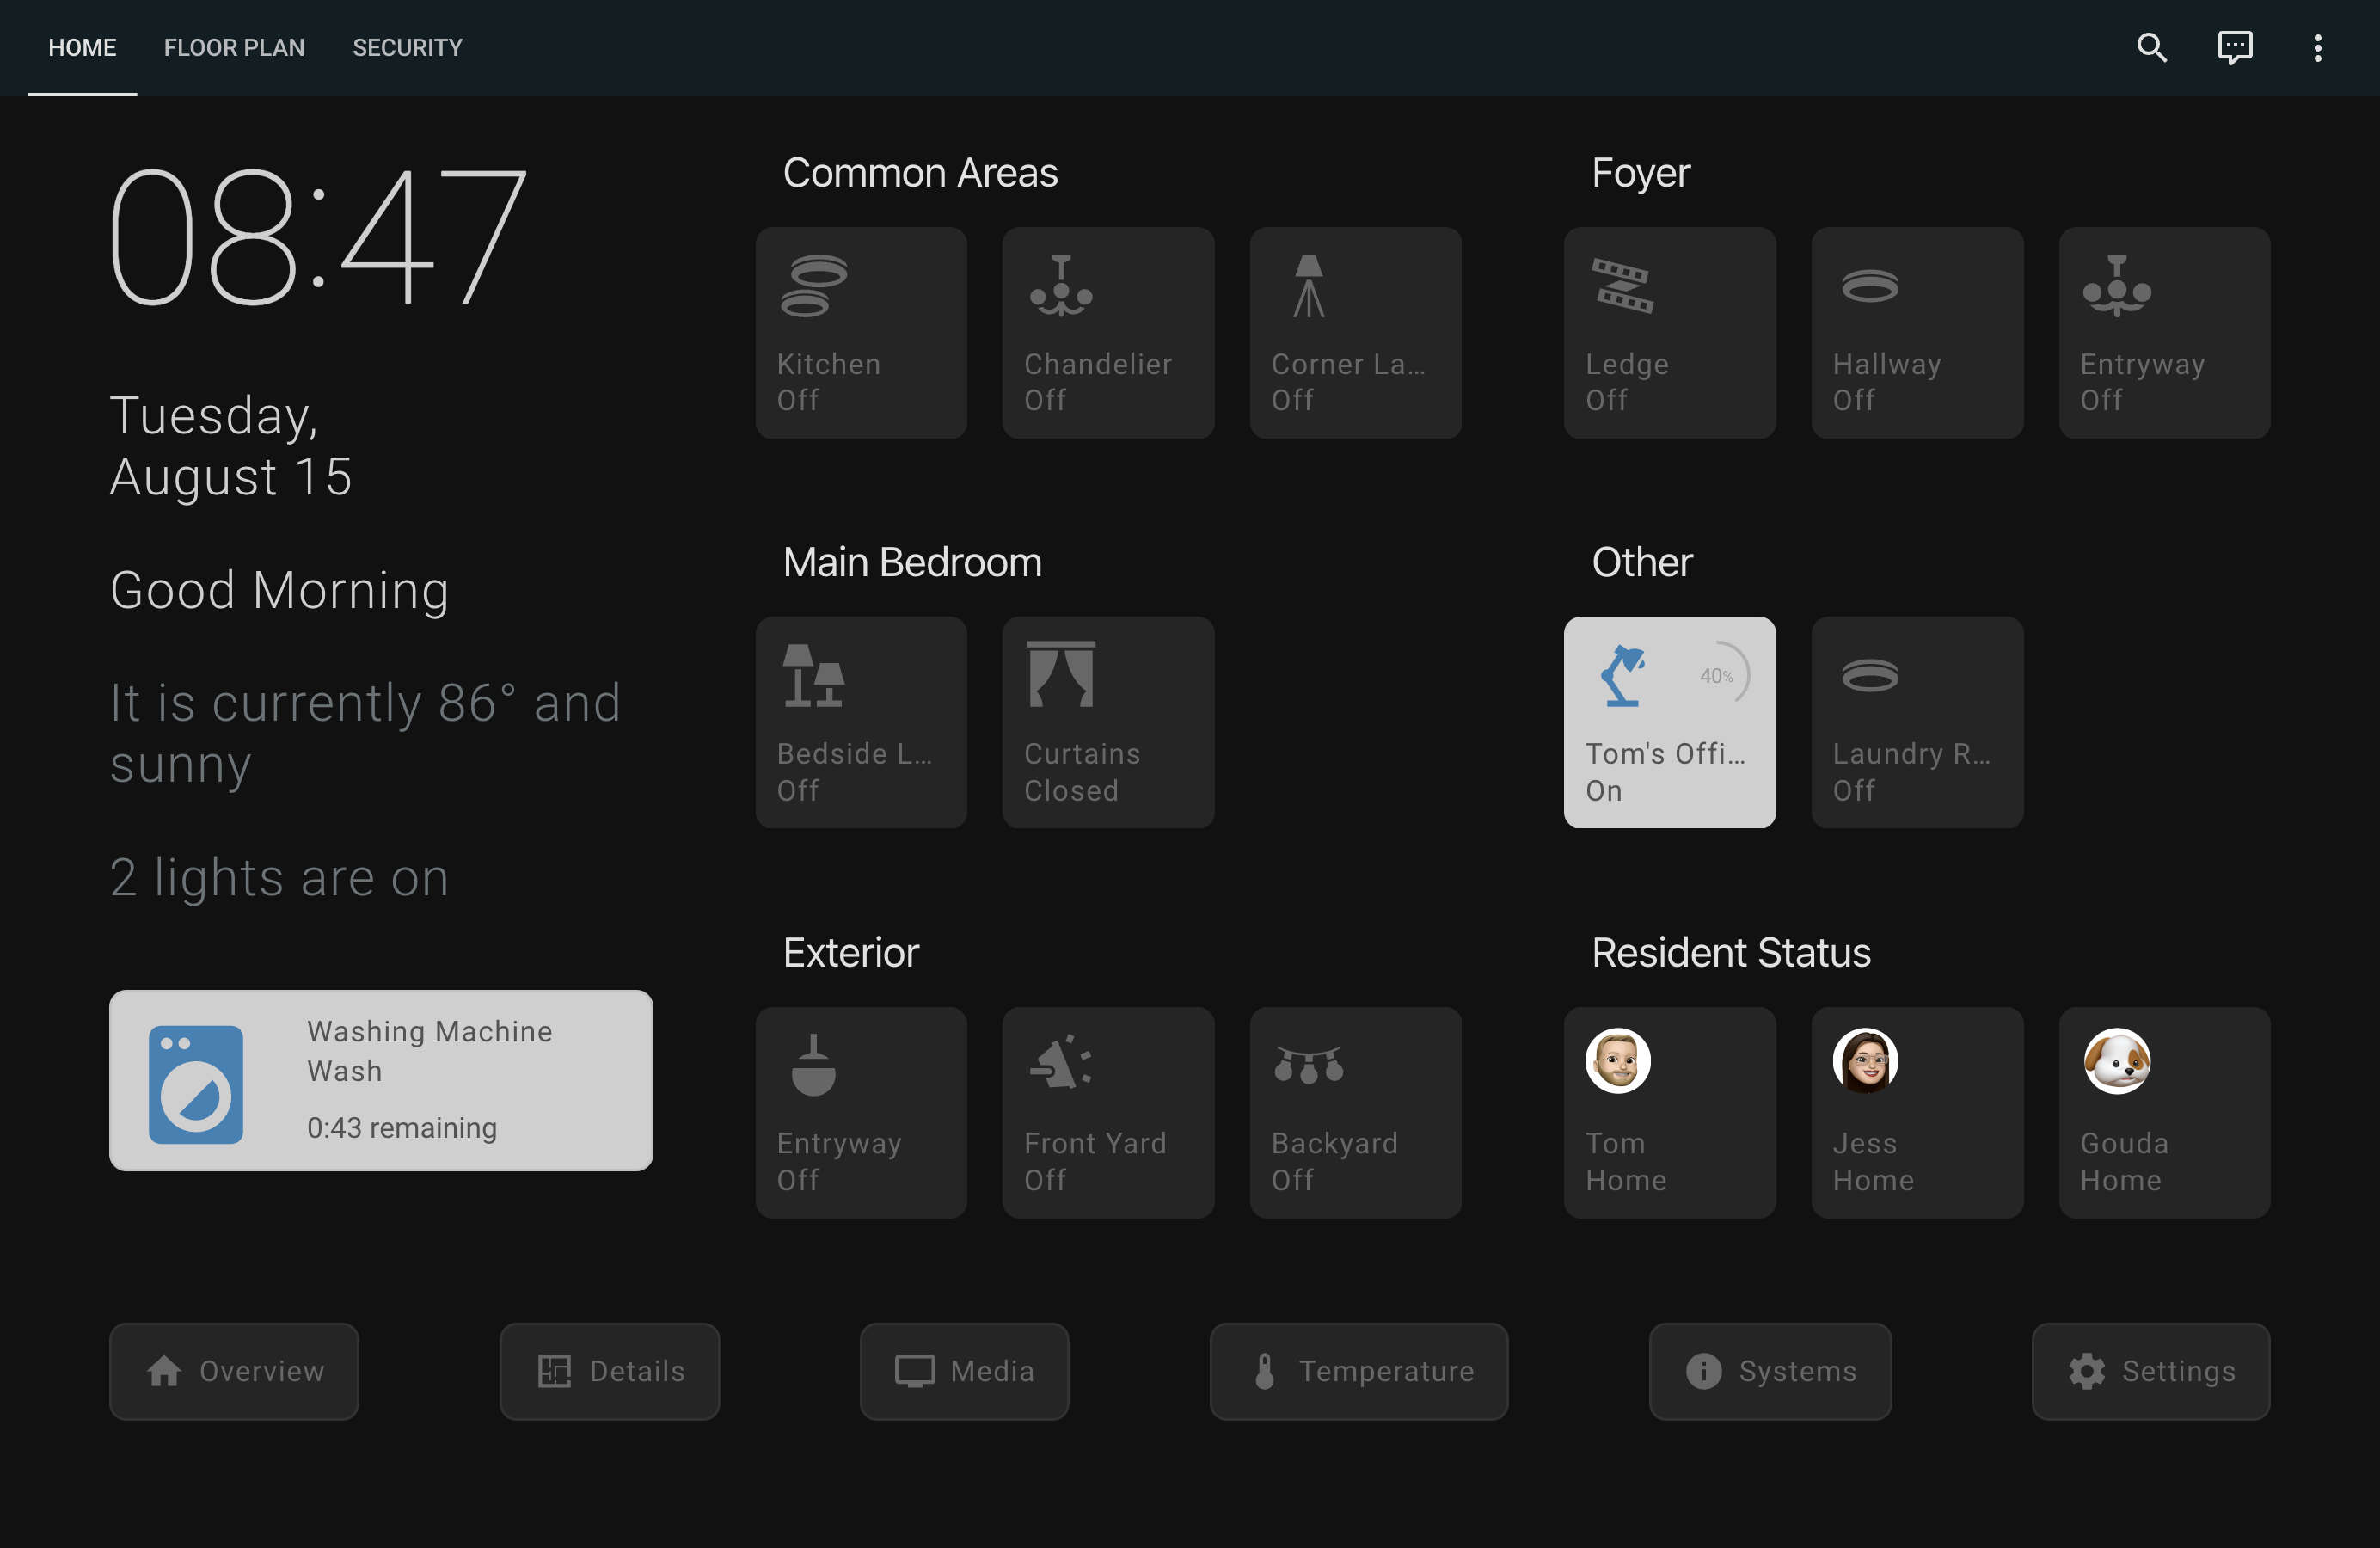 HOME
FLOOR PLAN
SECURITY
08:47
Tuesday,
August 15
Good Morning
It is currently 86° and
sunny
2 lights are on
Washing Machine
Wash
0:43 remaining
Common Areas
Kitchen
Off
Chandelier
Off
Corner La...
Off
Foyer
Ledge
Off
Hallway
Off
Entryway
Off
Main Bedroom
Bedside L...
Off
Curtains
Closed
Other
40%
Tom's Offi...
On
Laundry R...
Off
Exterior
Entryway
Off
Front Yard
Off
Backyard
Off
Resident Status
Tom
Home
Jess
Home
Gouda
Home
Overview
Details
Media
Temperature
Systems
Settings